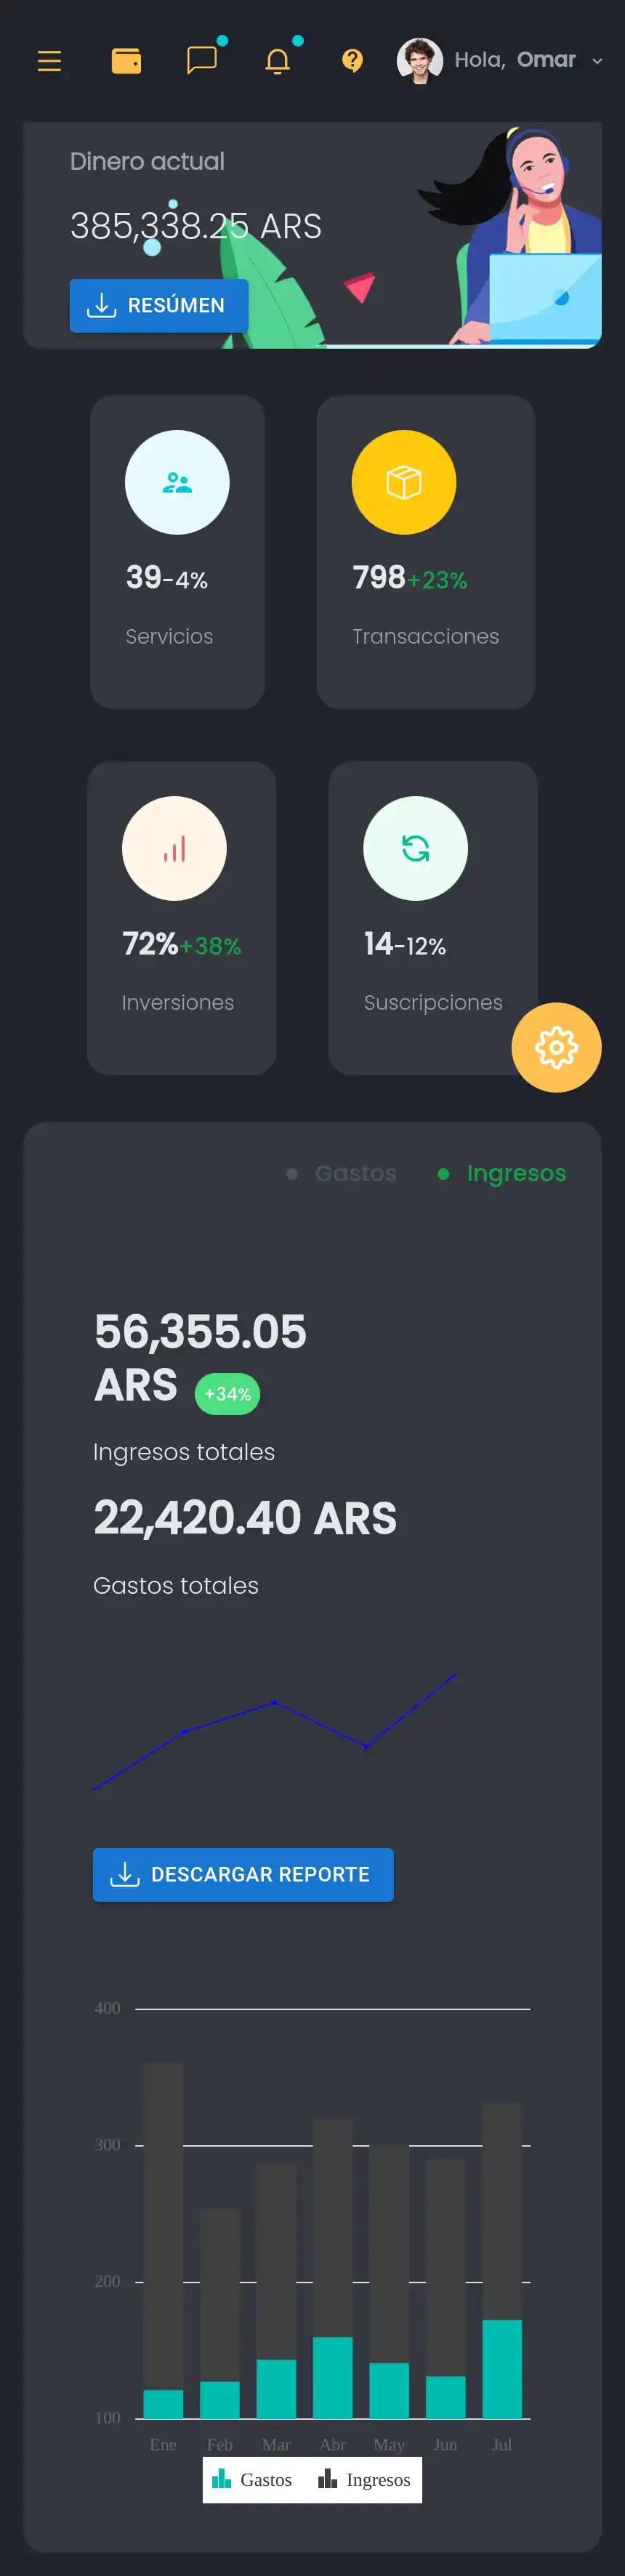 Hola, Omar
Dinero actual
385,338.25 ARS
RESÚMEN
39-4%
Servicios
798+23%
Transacciones
72%+38%
Inversiones
14-12%
Suscripciones
Gastos
Ingresos
56,355.05
ARS +34%
Ingresos totales
22,420.40 ARS
Gastos totales
DESCARGAR REPORTE
400
300
200
100
Ene Feb Mar Abr May Jun Jul
Gastos Ingresos